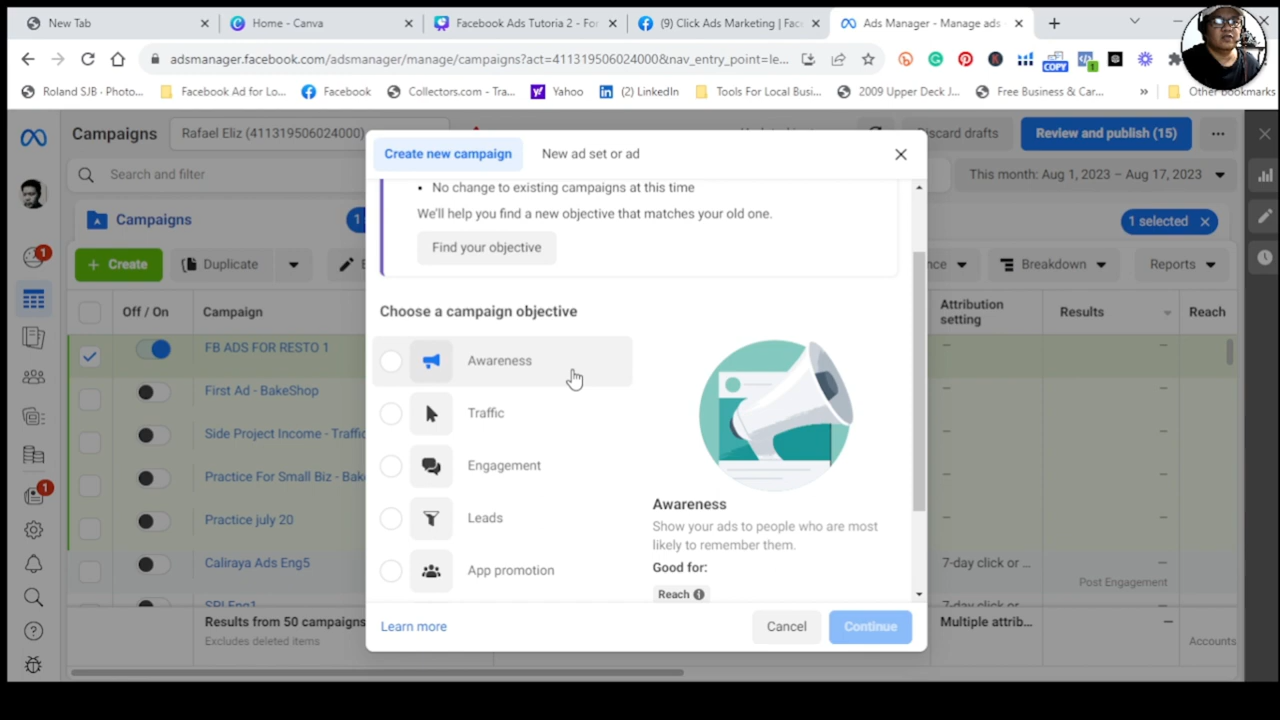 New Tab
Home - Canva
Facebook Ads Tutoria 2 - For
(9) Click Ads Marketing | Fac
Ads Manager - Manage ads
adsmanager.facebook.com/adsmanager/manage/campaigns?act=411319506024000&nav_entry_point=le...
COPY
1
Roland SJB - Photo...
Facebook Ad for Lo...
Facebook
Collectors.com - Tra...
Yahoo
(2) LinkedIn
Tools For Local Busi...
2009 Upper Deck J...
Free Business & Car...
»
Other bookmarks
Campaigns
Rafael Eliz (411319506024000)
Discard drafts
Review and publish (15)
...
Search and filter
This month: Aug 1, 2023 – Aug 17, 2023
Campaigns
1 selected
Create
Duplicate
Breakdown
Reports
Off / On
Campaign
Attribution
setting
Results
Reach
FB ADS FOR RESTO 1
First Ad - BakeShop
Side Project Income - Traffic
Practice For Small Biz - Bak
Practice july 20
Caliraya Ads Eng5
7-day click or ...
Post Engagement
SPI Eng1
7-day click or
Results from 50 campaigns
Excludes deleted items
Multiple attrib...
Accounts
1
1
Create new campaign
New ad set or ad
• No change to existing campaigns at this time
We'll help you find a new objective that matches your old one.
Find your objective
Choose a campaign objective
Awareness
Traffic
Engagement
Leads
App promotion
Awareness
Show your ads to people who are most
likely to remember them.
Good for:
Reach
Learn more
Cancel
Continue